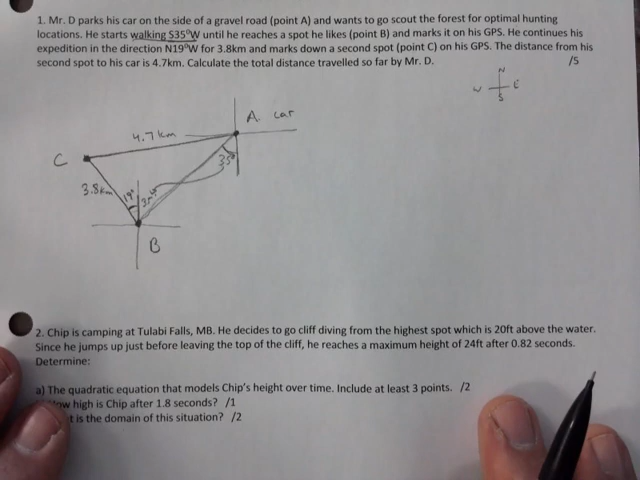 1. Mr. D parks his car on the side of a gravel road (point A) and wants to go scout the forest for optimal hunting
locations. He starts walking S35⁰W until he reaches a spot he likes (point B) and marks it on his GPS. He continues his
expedition in the direction N19⁰W for 3.8km and marks down a second spot (point C) on his GPS. The distance from his
second spot to his car is 4.7km. Calculate the total distance travelled so far by Mr. D. /5
N
W E
S
A. car
4.7 km
C
35°
3.8km 19° 35°
B
2. Chip is camping at Tulabi Falls, MB. He decides to go cliff diving from the highest spot which is 20ft above the water.
Since he jumps up just before leaving the top of the cliff, he reaches a maximum height of 24ft after 0.82 seconds.
Determine:
a) The quadratic equation that models Chip's height over time. Include at least 3 points. /2
high is Chip after 1.8 seconds? /1
is the domain of this situation? /2